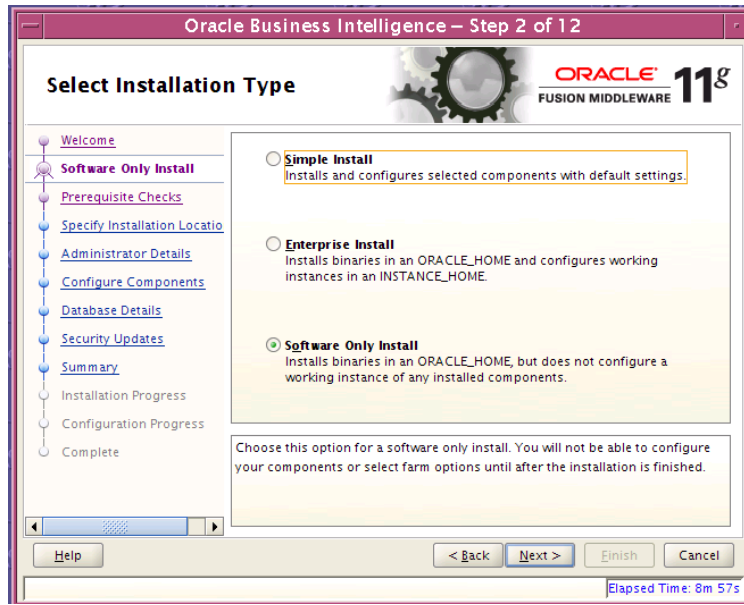 Oracle Business Intelligence – Step 2 of 12
Select Installation Type
ORACLE
FUSION MIDDLEWARE 11g
Welcome
Software Only Install
Prerequisite Checks
Specify Installation Locatio
Administrator Details
Configure Components
Database Details
Security Updates
Summary
Installation Progress
Configuration Progress
Complete
Simple Install
Installs and configures selected components with default settings.
Enterprise Install
Installs binaries in an ORACLE_HOME and configures working
instances in an INSTANCE_HOME.
Software Only Install
Installs binaries in an ORACLE_HOME, but does not configure a
working instance of any installed components.
Choose this option for a software only install. You will not be able to configure
your components or select farm options until after the installation is finished.
Help
< Back
Next >
Finish
Cancel
Elapsed Time: 8m 57s